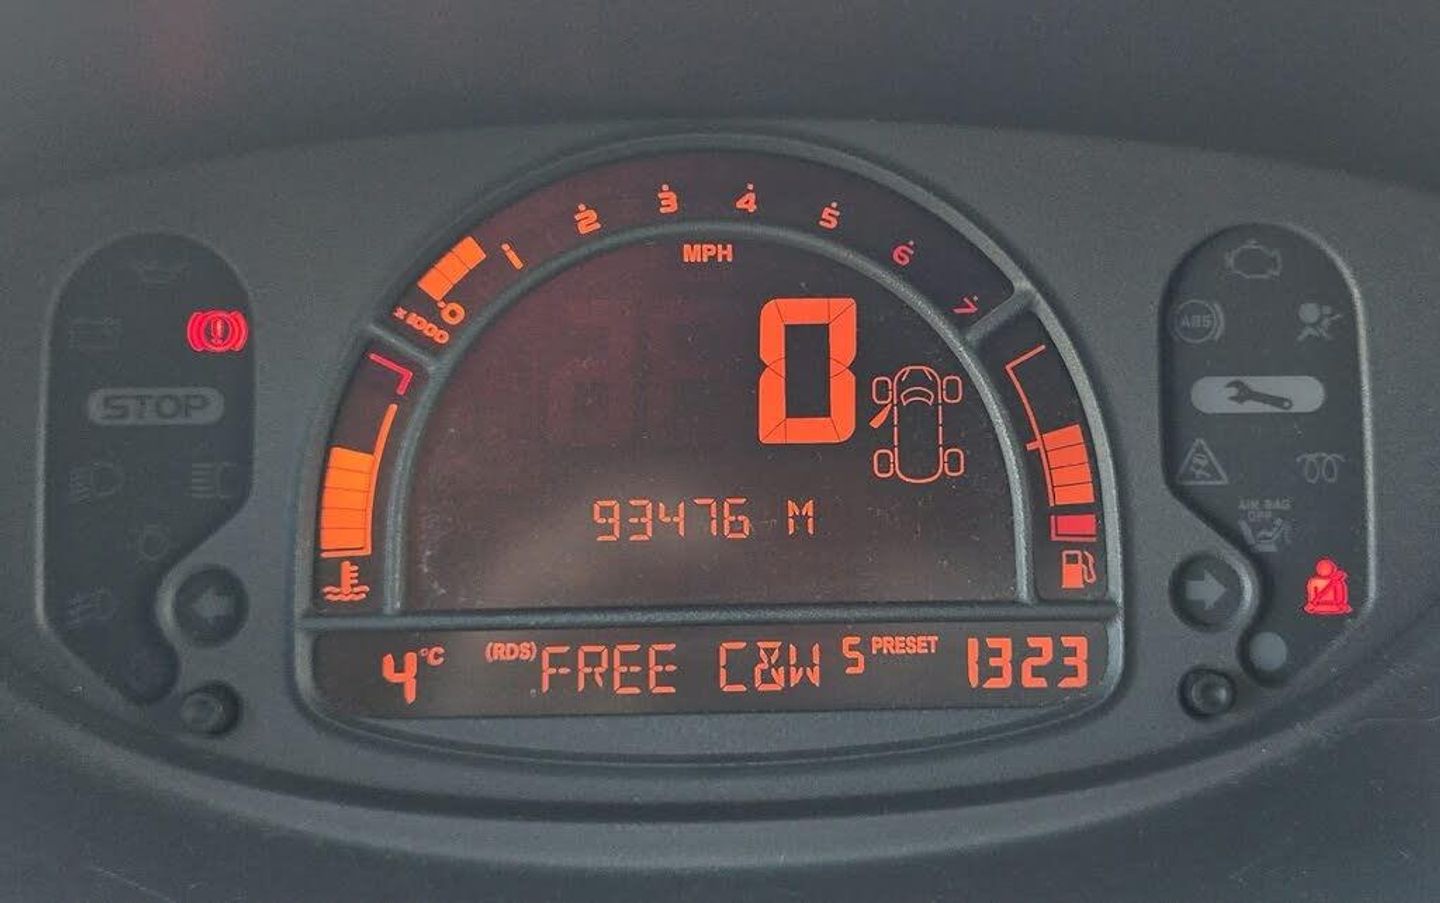 1 2 3 4 5 6 7
0
x1000
MPH
0
ABS
STOP
93476 M
AIR BAG
OFF
4°C (RDS) FREE C&W 5 PRESET 1323